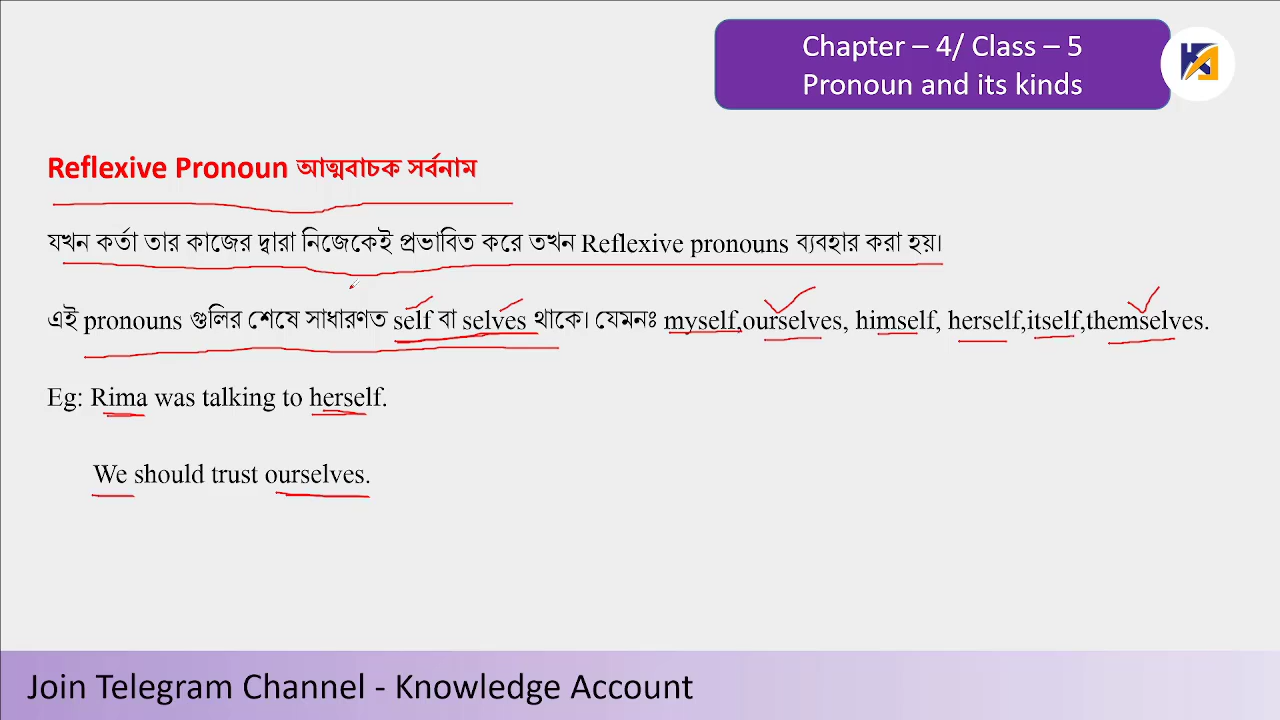 Chapter – 4/ Class – 5
Pronoun and its kinds
Reflexive Pronoun আত্মবাচক সর্বনাম
যখন কর্তা তার কাজের দ্বারা নিজেকেই প্রভাবিত করে তখন Reflexive pronouns ব্যবহার করা হয়।
এই pronouns গুলির শেষে সাধারণত self বা selves থাকে। যেমনঃ myself,ourselves, himself, herself,itself,themselves.
Eg: Rima was talking to herself.
We should trust ourselves.
Join Telegram Channel - Knowledge Account